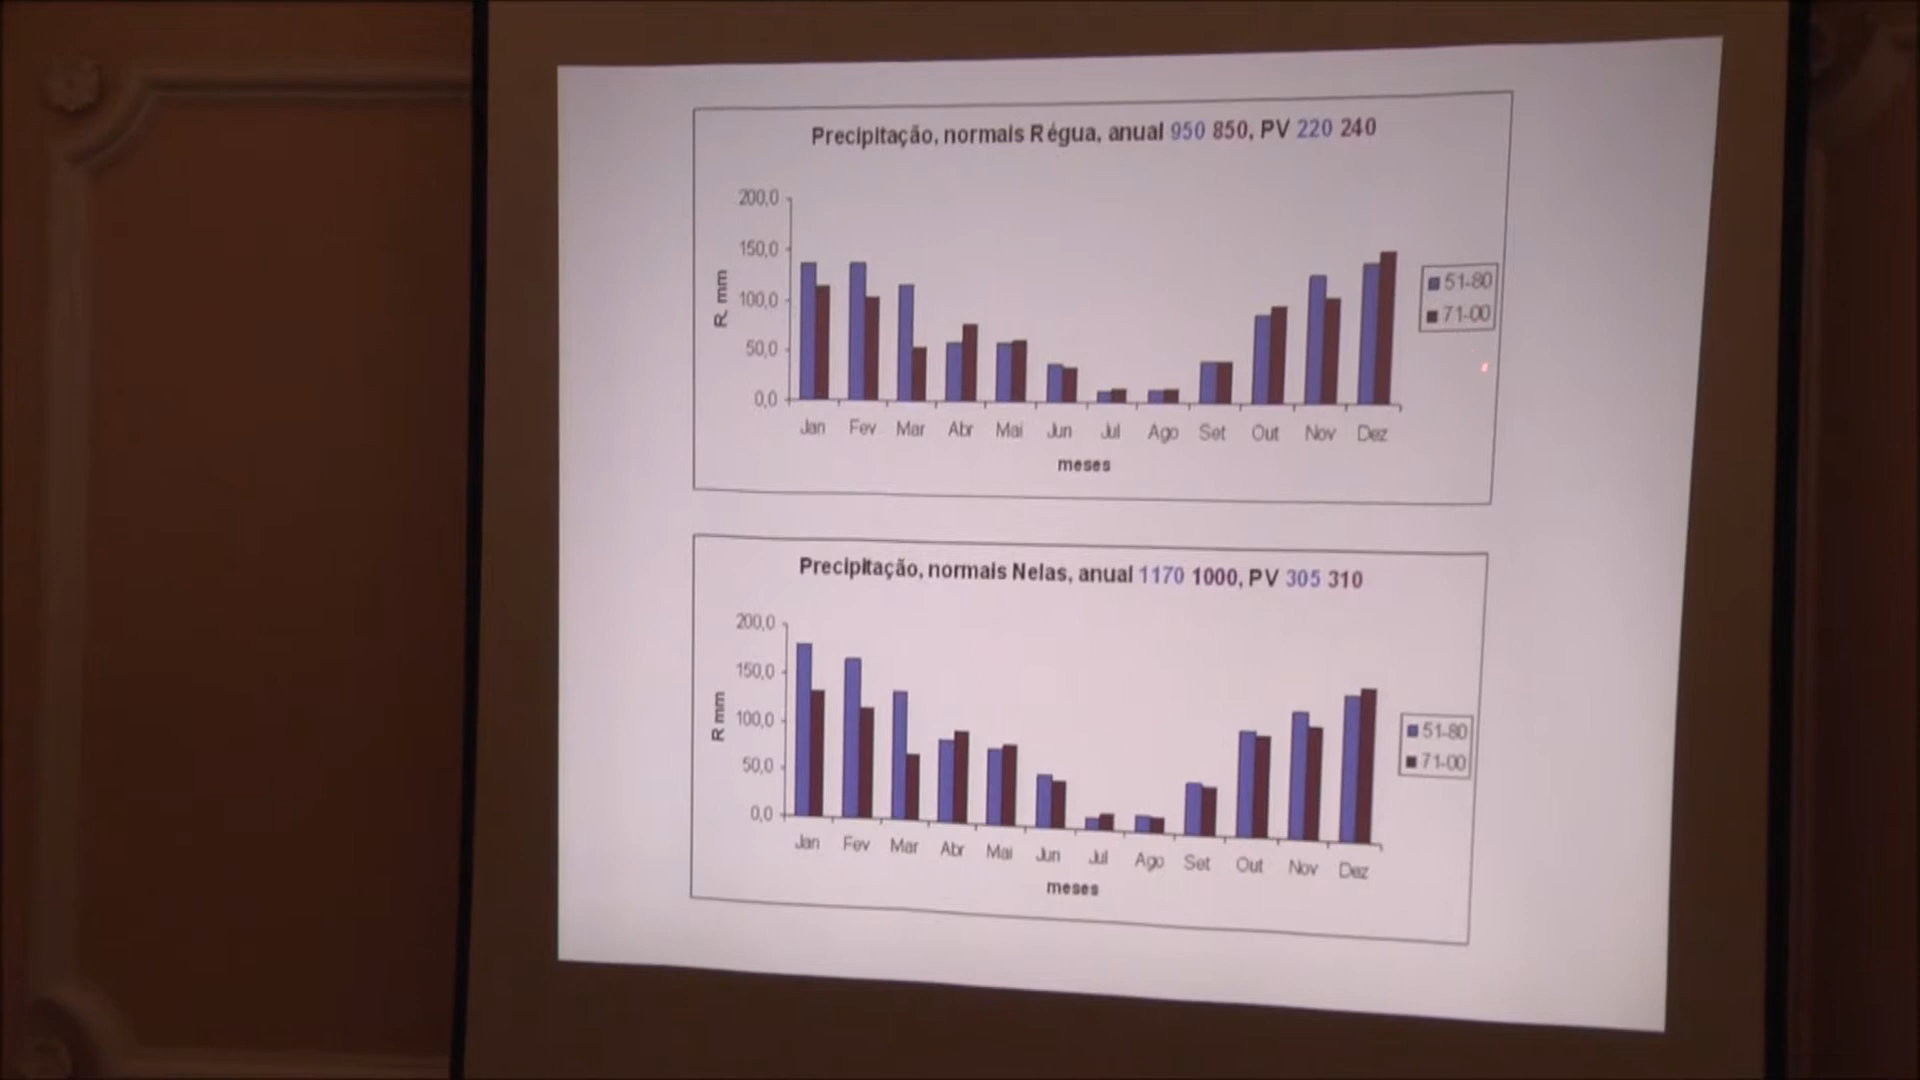 Precipitação, normais Régua, anual 950 850, PV 220 240
200,0
150,0
100,0
50,0
0,0
R. mm
Jan Fev Mar Abr Mai Jun Jul Ago Set Out Nov Dez
meses
51-80
71-00
Precipitação, normais Nelas, anual 1170 1000, PV 305 310
200,0
150,0
100,0
50,0
0,0
R mm
Jan Fev Mar Abr Mai Jun Jul Ago Set Out Nov Dez
meses
51-80
71-00